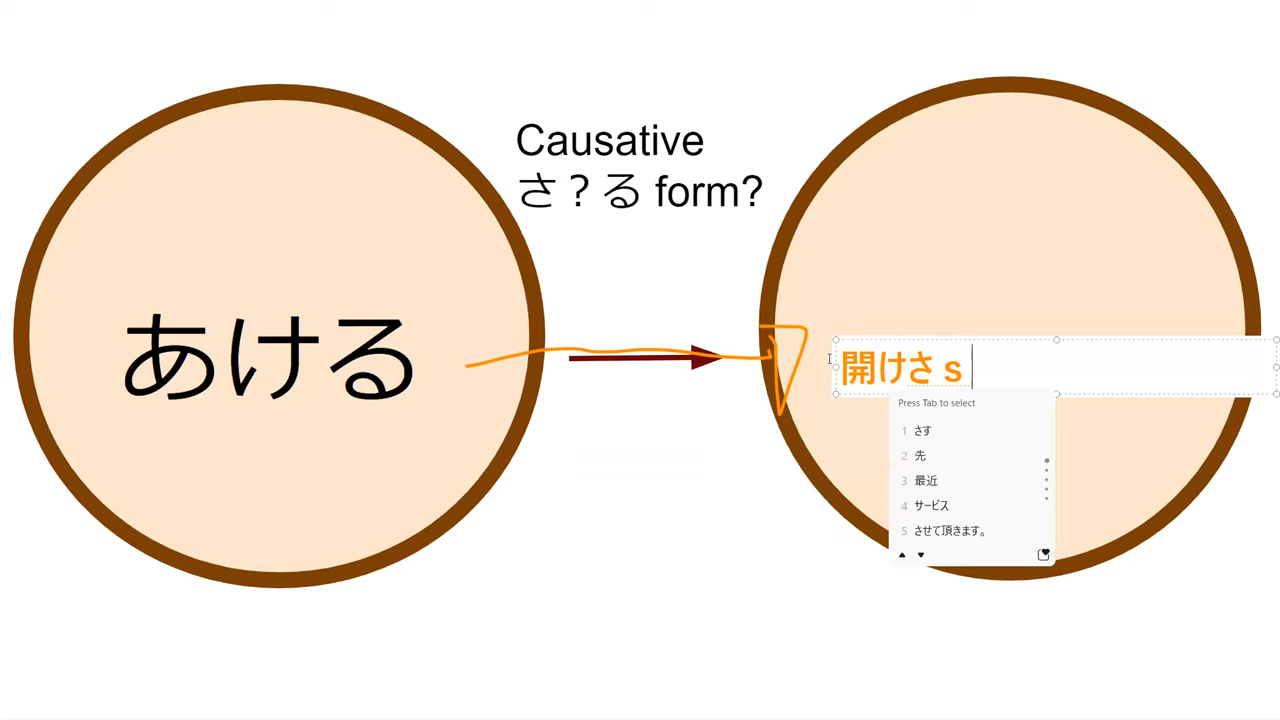 Causative
さ？る form?
あける
開けさｓ
Press Tab to select
1 さす
2 先
3 最近
4 サービス
5 させて頂きます。